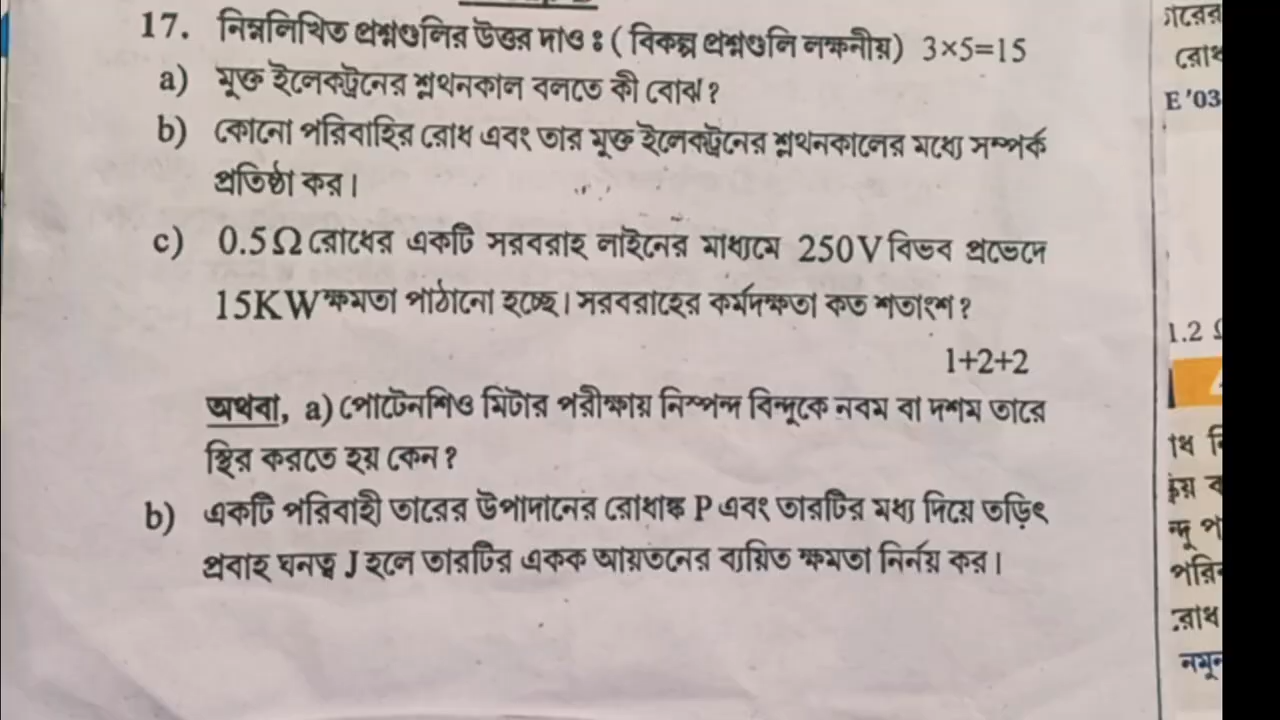 17. নিম্নলিখিত প্রশ্নগুলির উত্তর দাও ঃ ( বিকল্প প্রশ্নগুলি লক্ষনীয়) 3×5=15
a) মুক্ত ইলেকট্রনের শ্লথনকাল বলতে কী বোঝ ?
b) কোনো পরিবাহির রোধ এবং তার মুক্ত ইলেকট্রনের শ্লথনকালের মধ্যে সম্পর্ক
প্রতিষ্ঠা কর।
c) 0.5Ω রোধের একটি সরবরাহ লাইনের মাধ্যমে 250V বিভব প্রভেদে
15KW ক্ষমতা পাঠানো হচ্ছে। সরবরাহের কর্মদক্ষতা কত শতাংশ ?
1+2+2
অথবা, a) পোটেনশিও মিটার পরীক্ষায় নিস্পন্দ বিন্দুকে নবম বা দশম তারে
স্থির করতে হয় কেন ?
b) একটি পরিবাহী তারের উপাদানের রোধাঙ্ক P এবং তারটির মধ্য দিয়ে তড়িৎ
প্রবাহ ঘনত্ব J হলে তারটির একক আয়তনের ব্যয়িত ক্ষমতা নির্নয় কর।
E '03
1.2